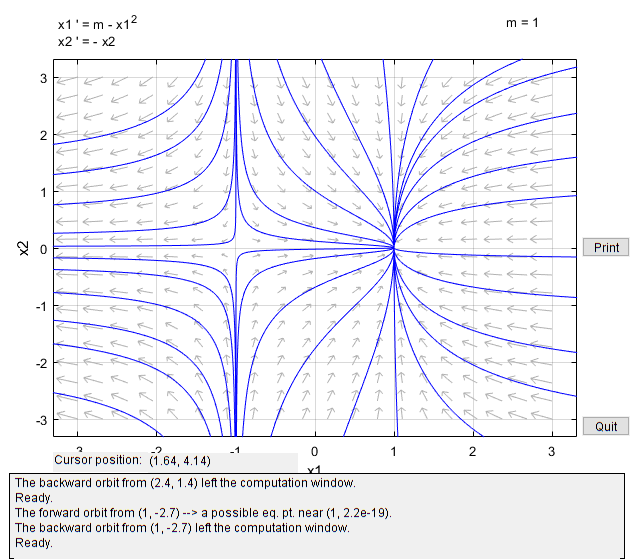 x1 ' = m - x1²
m = 1
x2 ' = - x2
3
2
1
0
-1
-2
-3
x2
-3 -2 -1 0 1 2 3
x1
Print
Quit
Cursor position: (1.64, 4.14)
The backward orbit from (2.4, 1.4) left the computation window.
Ready.
The forward orbit from (1, -2.7) --> a possible eq. pt. near (1, 2.2e-19).
The backward orbit from (1, -2.7) left the computation window.
Ready.